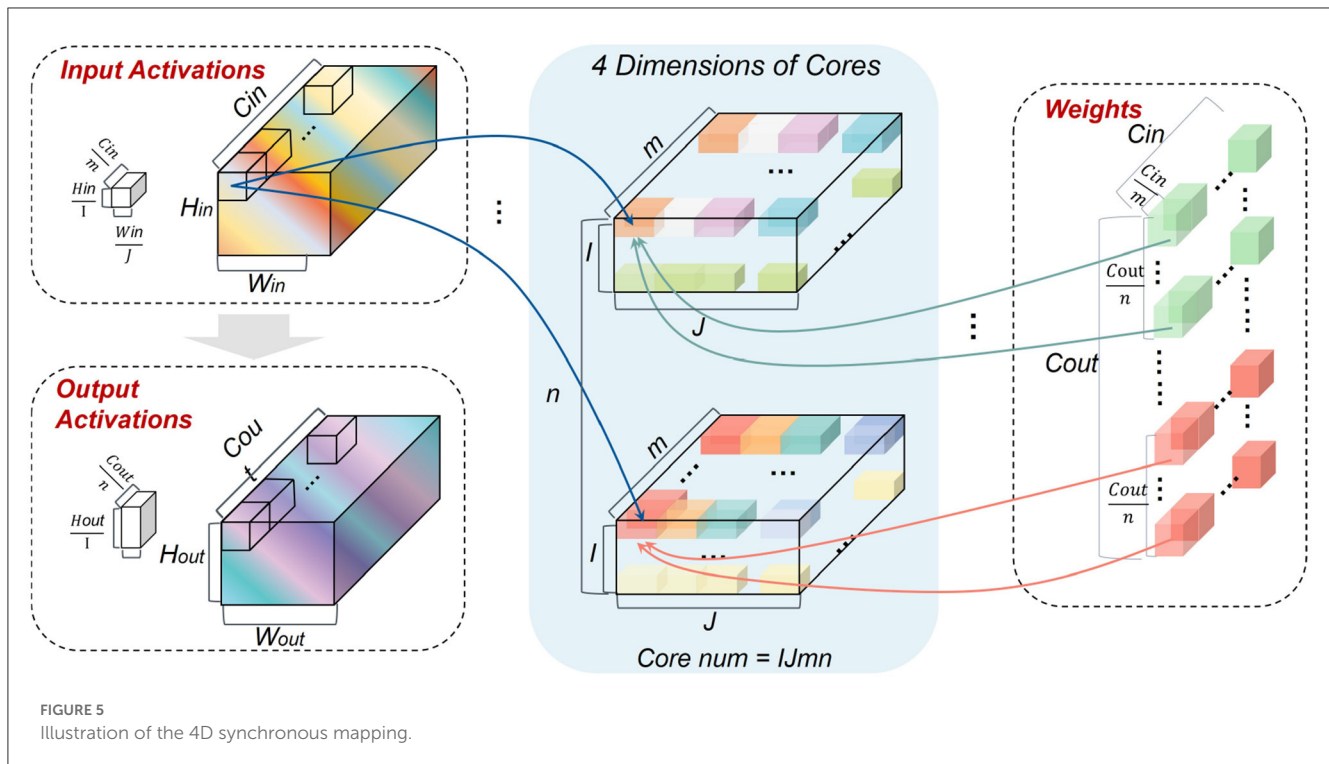 Input Activations
Cin
Cin
m
Hin
I
Win
J
Hin
Win
Output
Activations
Cou
t
Cout
n
Hout
I
Hout
Wout
4 Dimensions of Cores
m
...
I
J
n
m
...
I
...
J
Core num = IJmn
Weights
Cin
Cin
m
Cout
n
Cout
Cout
n
FIGURE 5
Illustration of the 4D synchronous mapping.